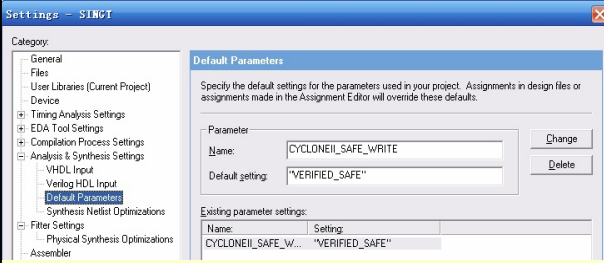 Settings - SINGT
Category:
General
Files
User Libraries (Current Project)
Device
Timing Analysis Settings
EDA Tool Settings
Compilation Process Settings
Analysis & Synthesis Settings
VHDL Input
Verilog HDL Input
Default Parameters
Synthesis Netlist Optimizations
Fitter Settings
Physical Synthesis Optimizations
Assembler
Default Parameters
Specify the default settings for the parameters used in your project. Assignments in design files or
assignments made in the Assignment Editor will override these defaults.
Parameter
Name: CYCLONEII_SAFE_WRITE
Default setting: "VERIFIED_SAFE"
Change
Delete
Existing parameter settings:
Name: Setting:
CYCLONEII_SAFE_W... "VERIFIED_SAFE"